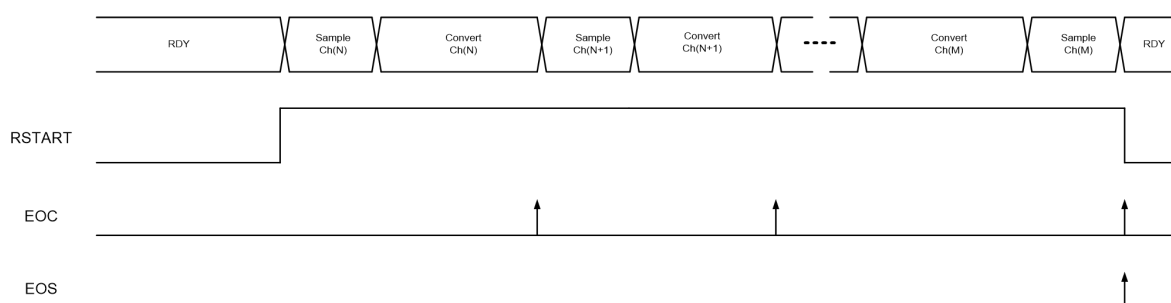 RDY
Sample
Ch(N)
Convert
Ch(N)
Sample
Ch(N+1)
Convert
Ch(N+1)
Convert
Ch(M)
Sample
Ch(M)
RDY
RSTART
EOC
EOS